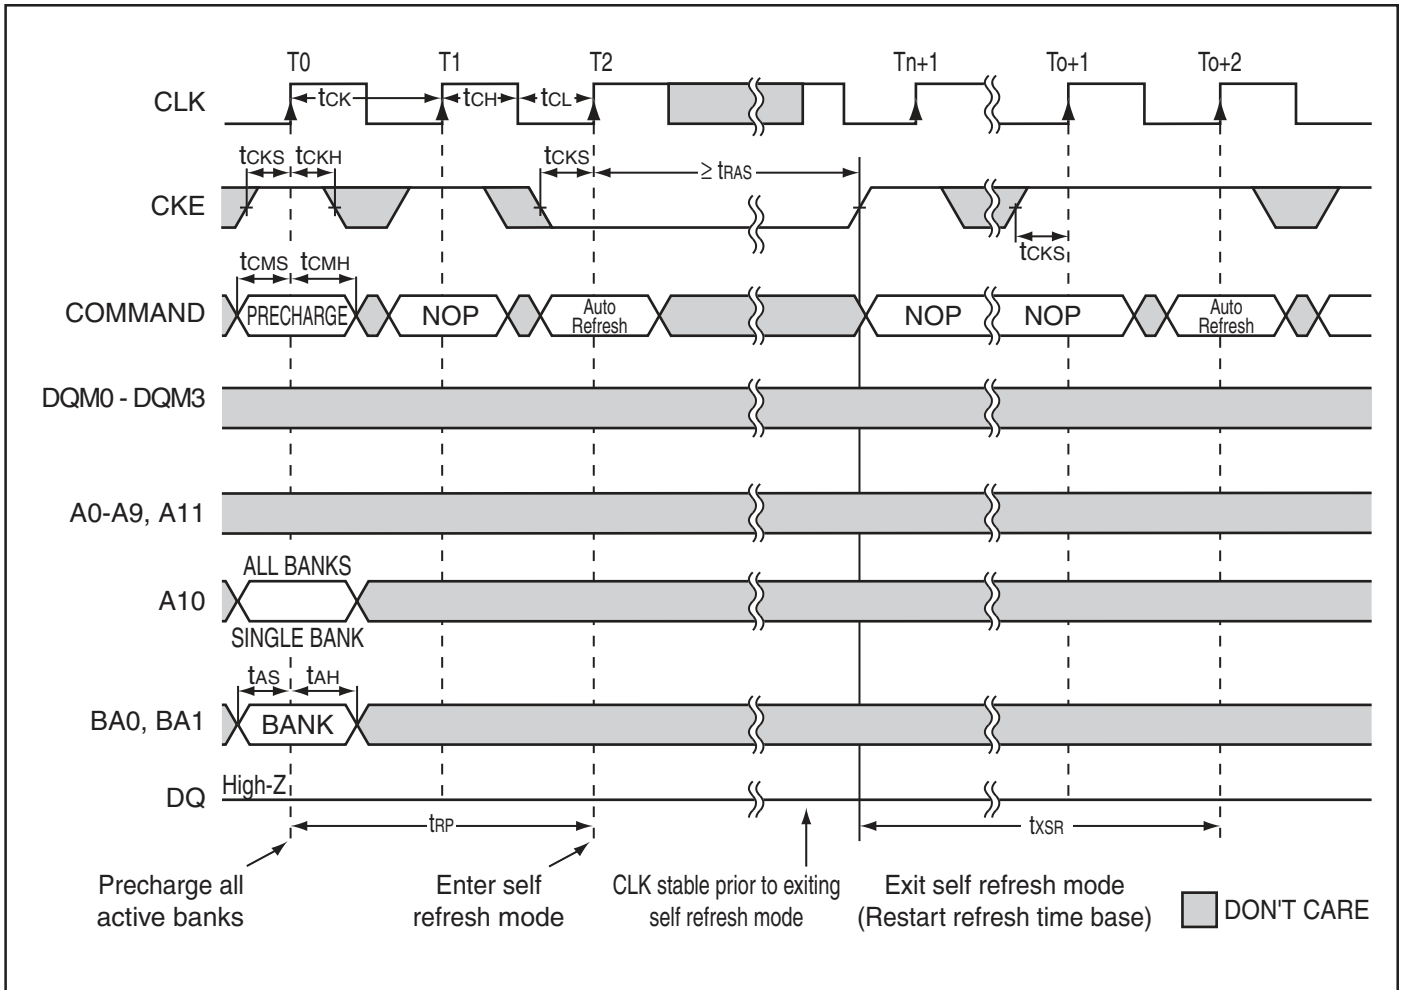 T0 T1 T2 Tn+1 To+1 To+2
CLK tCK tCH tCL
tCKS tCKH tCKS ≥ tRAS
CKE
tCKS
tCMS tCMH
COMMAND PRECHARGE NOP Auto Refresh NOP NOP Auto Refresh
DQM0 - DQM3
A0-A9, A11
ALL BANKS
A10
SINGLE BANK
tAS tAH
BA0, BA1 BANK
DQ High-Z
tRP tXSR
Precharge all
active banks
Enter self
refresh mode
CLK stable prior to exiting
self refresh mode
Exit self refresh mode
(Restart refresh time base)
DON'T CARE